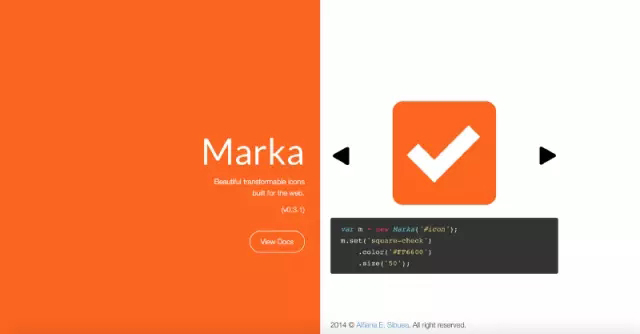 Marka
Beautiful transformable icons
built for the web.
(v0.3.1)
View Docs
var m = new Marka('#icon');
m.set('square-check')
.color('#FF6600')
.size('50');
2014 © Alfiana E. Sibuea. All right reserved.